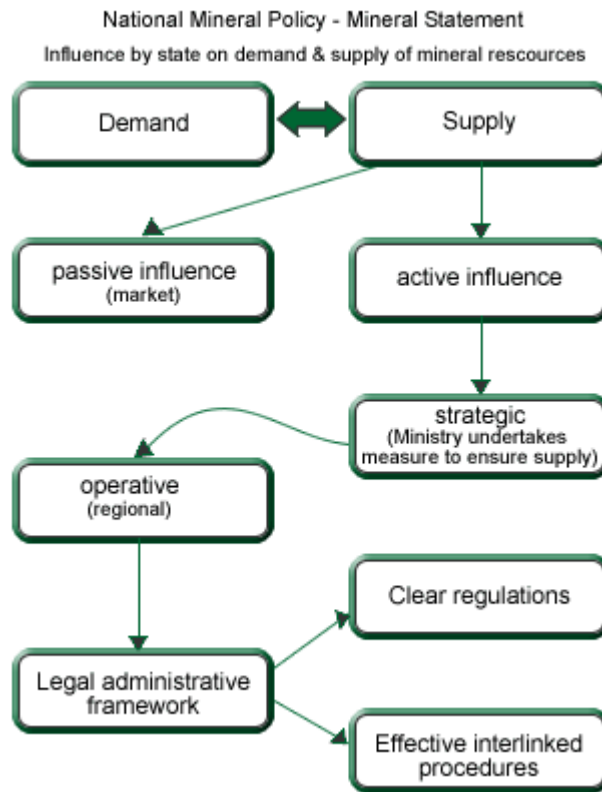 National Mineral Policy - Mineral Statement
Influence by state on demand & supply of mineral rescources
Demand
Supply
passive influence
(market)
active influence
strategic
(Ministry undertakes
measure to ensure supply)
operative
(regional)
Clear regulations
Legal administrative
framework
Effective interlinked
procedures